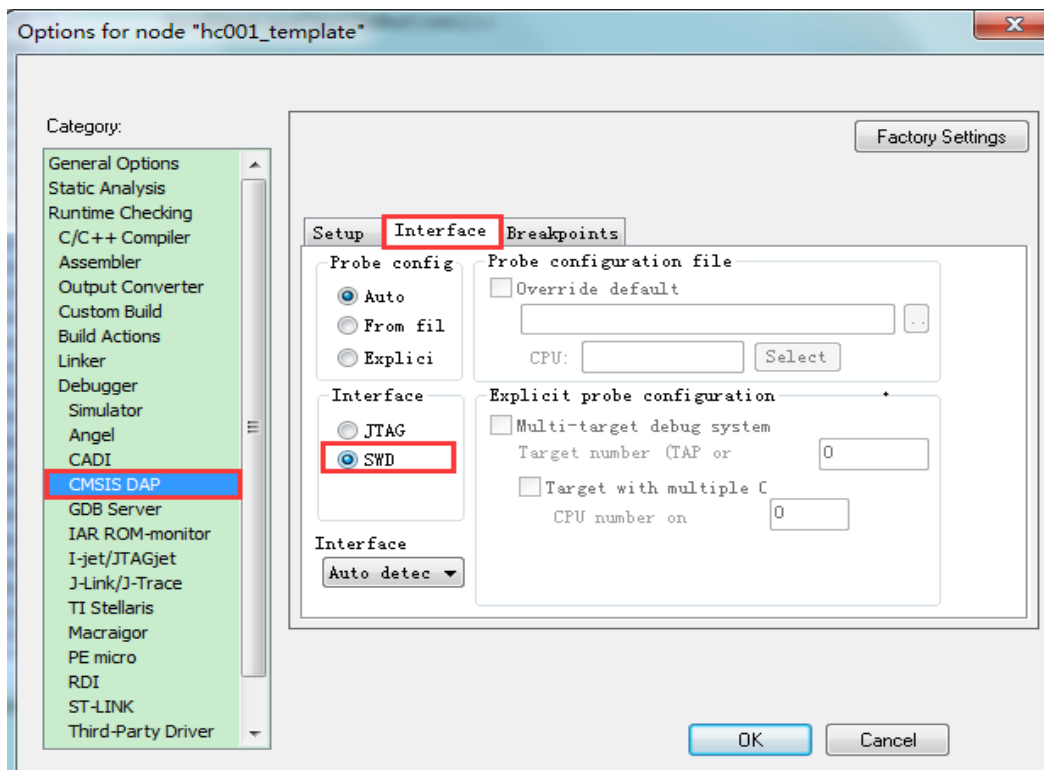 Options for node "hc001_template"
Category:
Factory Settings
General Options
Static Analysis
Runtime Checking
C/C++ Compiler
Assembler
Output Converter
Custom Build
Build Actions
Linker
Debugger
Simulator
Angel
CADI
CMSIS DAP
GDB Server
IAR ROM-monitor
I-jet/JTAGjet
J-Link/J-Trace
TI Stellaris
Macraigor
PE micro
RDI
ST-LINK
Third-Party Driver
Setup Interface Breakpoints
Probe config
Auto
From fil
Explici
Probe configuration file
Override default
..
CPU: Select
Interface
JTAG
SWD
Explicit probe configuration
Multi-target debug system
Target number (TAP or 0
Target with multiple C
CPU number on 0
Interface
Auto detec
OK Cancel